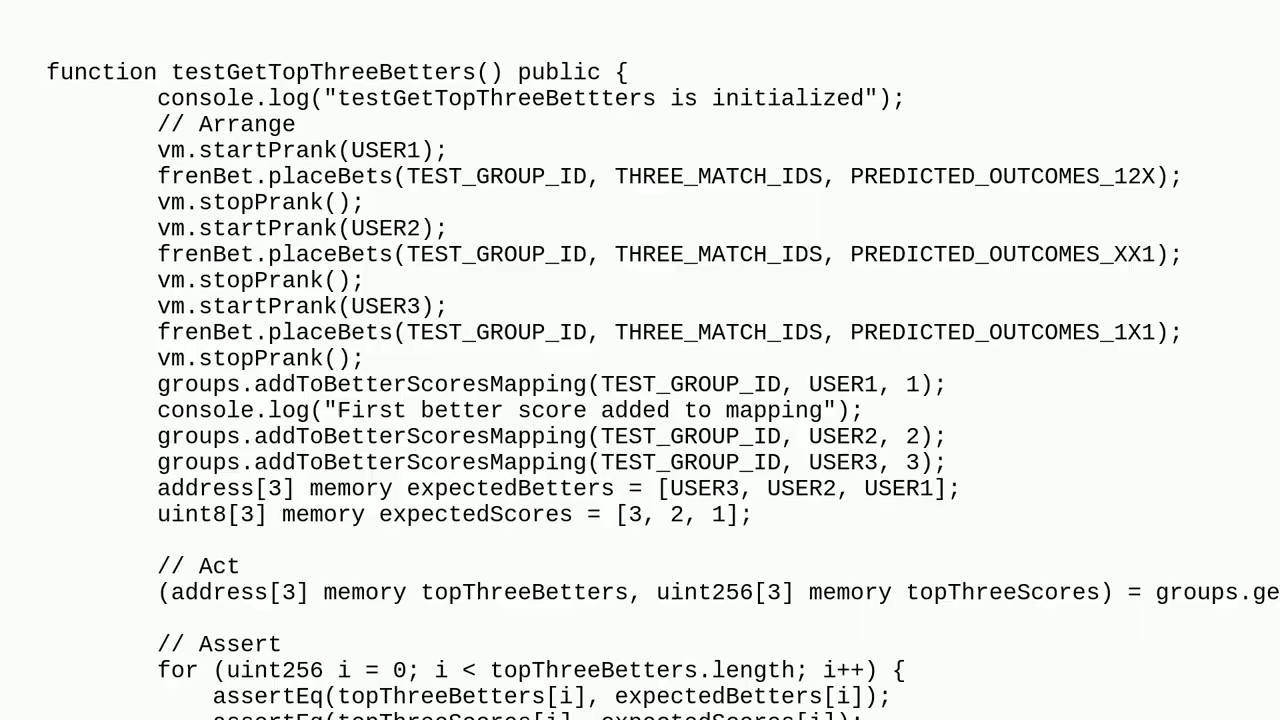 function testGetTopThreeBetters() public {
console.log("testGetTopThreeBettters is initialized");
// Arrange
vm.startPrank(USER1);
frenBet.placeBets(TEST_GROUP_ID, THREE_MATCH_IDS, PREDICTED_OUTCOMES_12X);
vm.stopPrank();
vm.startPrank(USER2);
frenBet.placeBets(TEST_GROUP_ID, THREE_MATCH_IDS, PREDICTED_OUTCOMES_XX1);
vm.stopPrank();
vm.startPrank(USER3);
frenBet.placeBets(TEST_GROUP_ID, THREE_MATCH_IDS, PREDICTED_OUTCOMES_1X1);
vm.stopPrank();
groups.addToBetterScoresMapping(TEST_GROUP_ID, USER1, 1);
console.log("First better score added to mapping");
groups.addToBetterScoresMapping(TEST_GROUP_ID, USER2, 2);
groups.addToBetterScoresMapping(TEST_GROUP_ID, USER3, 3);
address[3] memory expectedBetters = [USER3, USER2, USER1];
uint8[3] memory expectedScores = [3, 2, 1];
// Act
(address[3] memory topThreeBetters, uint256[3] memory topThreeScores) = groups.ge
// Assert
for (uint256 i = 0; i < topThreeBetters.length; i++) {
assertEq(topThreeBetters[i], expectedBetters[i]);
assertEq(topThreeScores[i], expectedScores[i]);